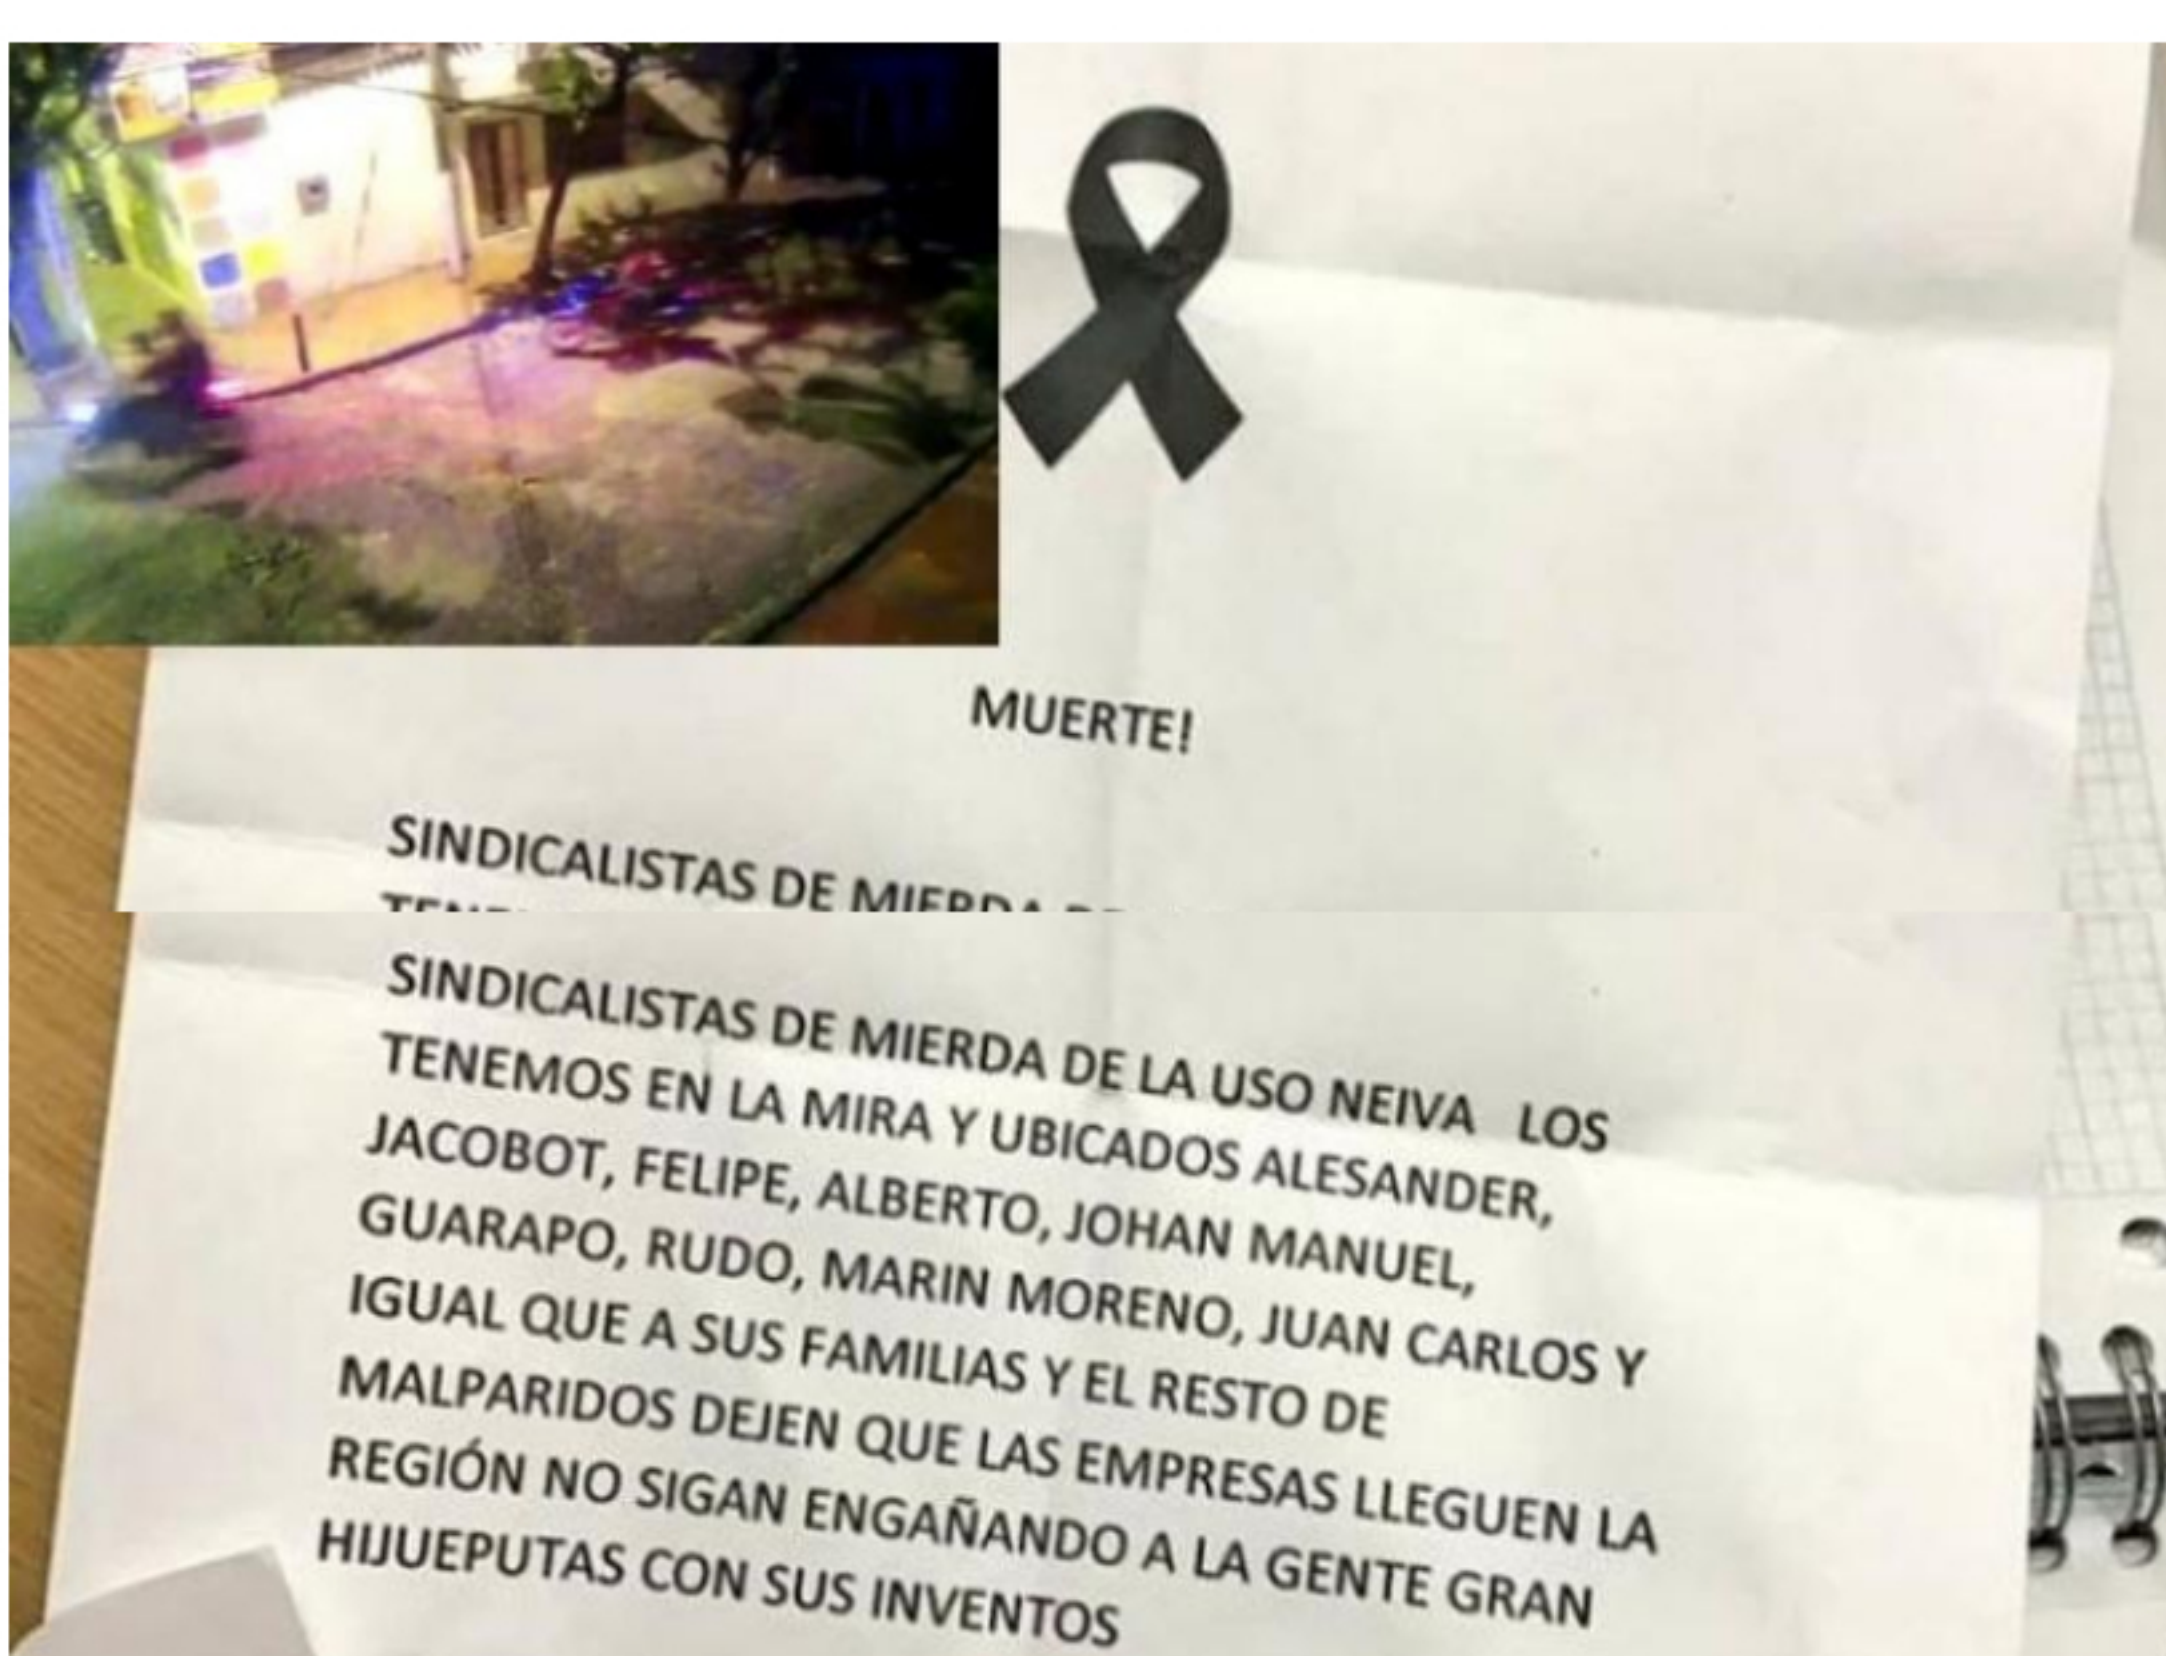 MUERTE!
SINDICALISTAS DE MIERDA DE
SINDICALISTAS DE MIERDA DE LA USO NEIVA LOS
TENEMOS EN LA MIRA Y UBICADOS ALESANDER,
JACOBOT, FELIPE, ALBERTO, JOHAN MANUEL,
GUARAPO, RUDO, MARIN MORENO, JUAN CARLOS Y
IGUAL QUE A SUS FAMILIAS Y EL RESTO DE
MALPARIDOS DEJEN QUE LAS EMPRESAS LLEGUEN LA
REGIÓN NO SIGAN ENGAÑANDO A LA GENTE GRAN
HIJUEPUTAS CON SUS INVENTOS